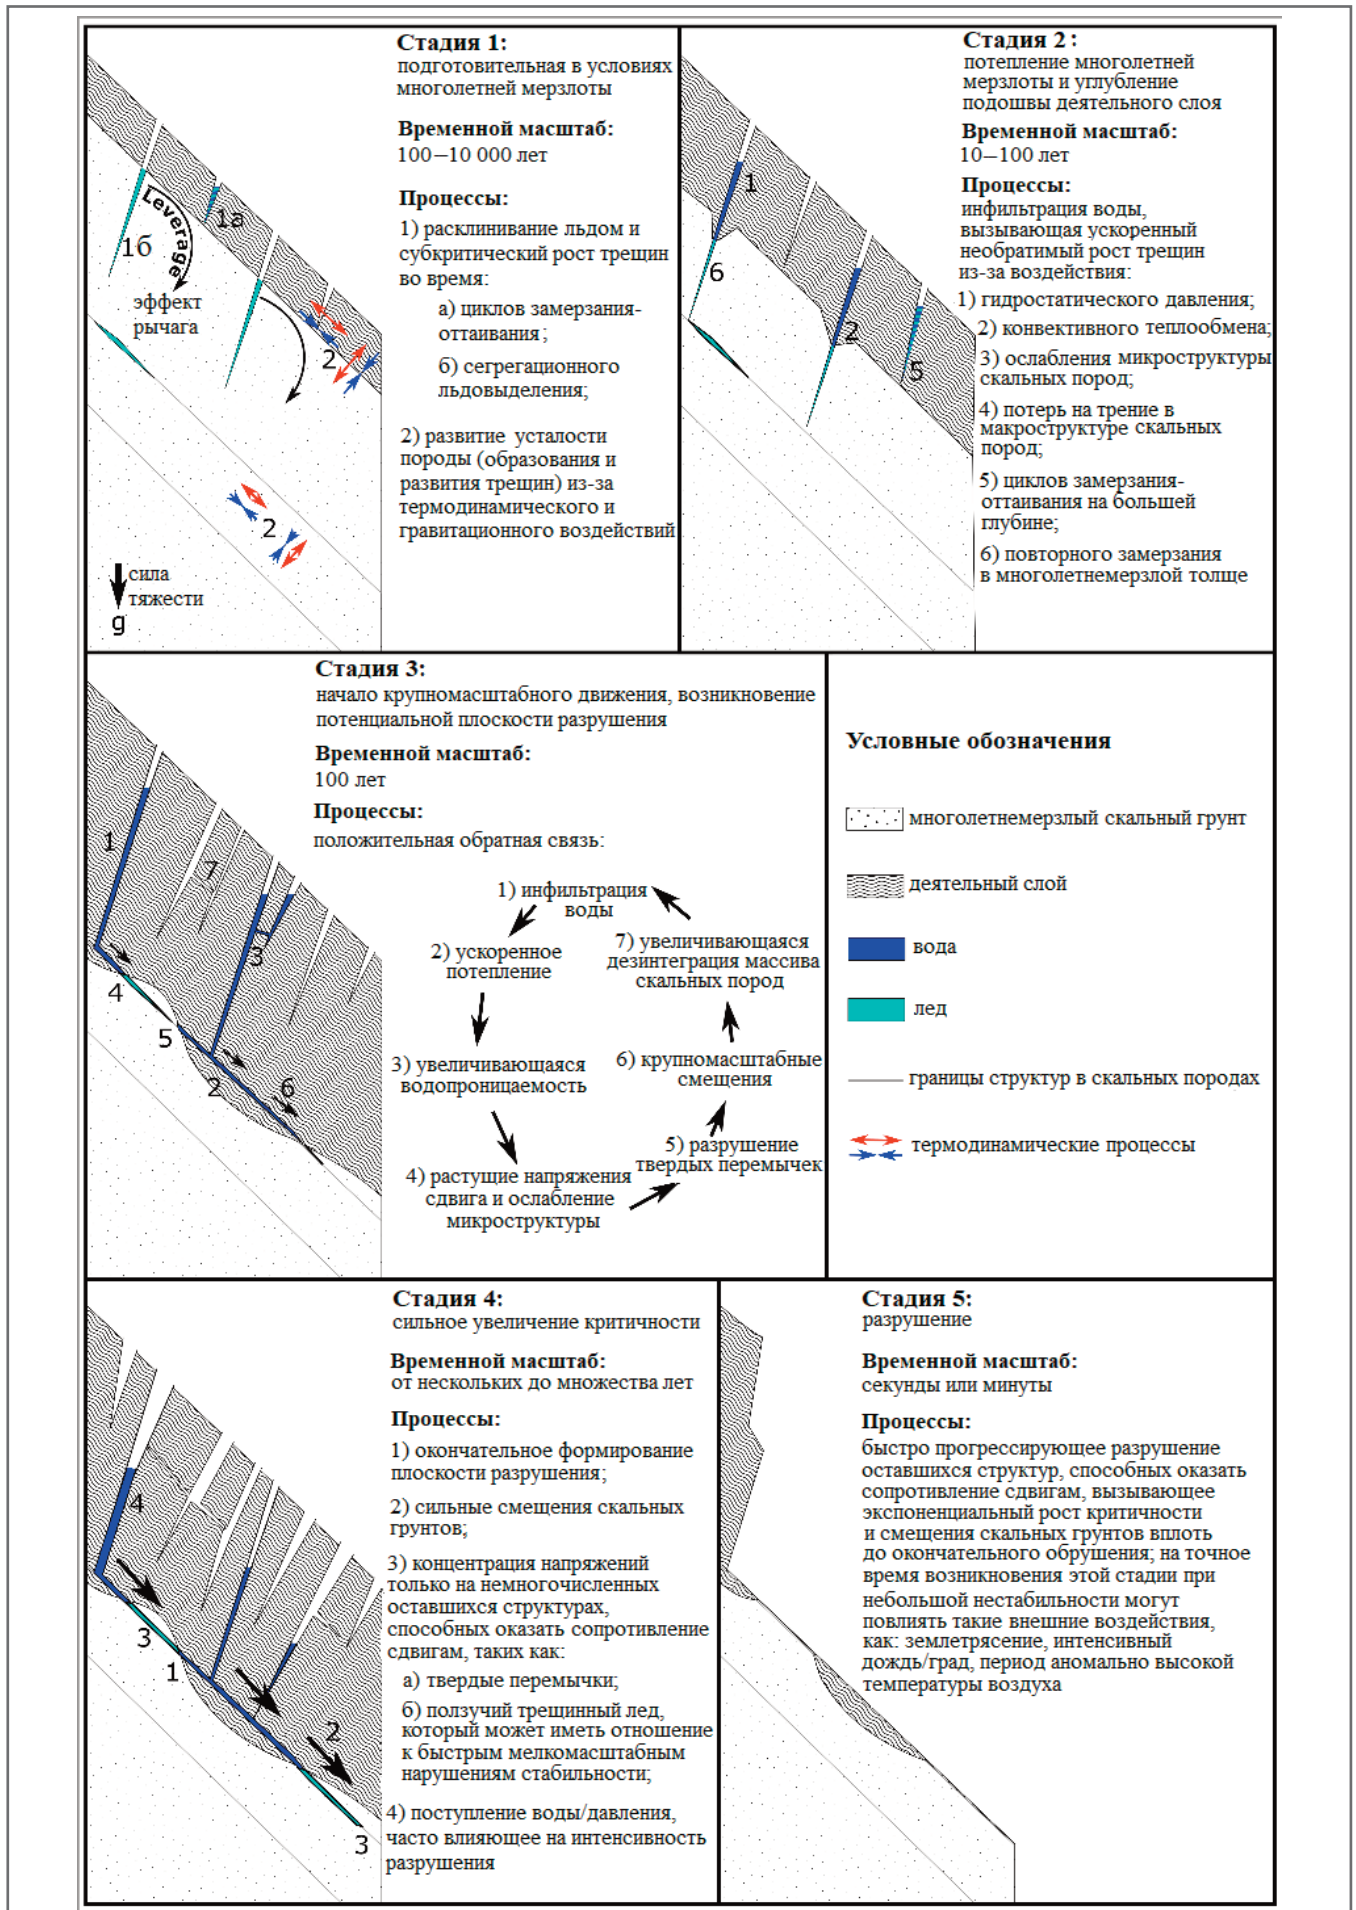 Стадия 1:
подготовительная в условиях
многолетней мерзлоты
Временной масштаб:
100–10 000 лет
Процессы:
1) расклинивание льдом и
субкритический рост трещин
во время:
а) циклов замерзания-
оттаивания;
б) сегрегационного
льдовыделения;
2) развитие усталости
породы (образования и
развития трещин) из-за
термодинамического и
гравитационного воздействий
1а
1б
Leverage
эффект
рычага
2
2
сила
тяжести
g
Стадия 2:
потепление многолетней
мерзлоты и углубление
подошвы деятельного слоя
Временной масштаб:
10–100 лет
Процессы:
инфильтрация воды,
вызывающая ускоренный
необратимый рост трещин
из-за воздействия:
1) гидростатического давления;
2) конвективного теплообмена;
3) ослабления микроструктуры
скальных пород;
4) потерь на трение в
макроструктуре скальных
пород;
5) циклов замерзания-
оттаивания на большей
глубине;
6) повторного замерзания
в многолетнемерзлой толще
1
6
2
5
Стадия 3:
начало крупномасштабного движения, возникновение
потенциальной плоскости разрушения
Временной масштаб:
100 лет
Процессы:
положительная обратная связь:
1) инфильтрация
воды
2) ускоренное
потепление
3) увеличивающаяся
водопроницаемость
4) растущие напряжения
сдвига и ослабление
микроструктуры
5) разрушение
твердых перемычек
6) крупномасштабные
смещения
7) увеличивающаяся
дезинтеграция массива
скальных пород
1
7
3
4
5
2
6
Условные обозначения
многолетнемерзлый скальный грунт
деятельный слой
вода
лед
границы структур в скальных породах
термодинамические процессы
Стадия 4:
сильное увеличение критичности
Временной масштаб:
от нескольких до множества лет
Процессы:
1) окончательное формирование
плоскости разрушения;
2) сильные смещения скальных
грунтов;
3) концентрация напряжений
только на немногочисленных
оставшихся структурах,
способных оказать сопротивление
сдвигам, таких как:
а) твердые перемычки;
б) ползучий трещинный лед,
который может иметь отношение
к быстрым мелкомасштабным
нарушениям стабильности;
4) поступление воды/давления,
часто влияющее на интенсивность
разрушения
4
3
1
2
3
Стадия 5:
разрушение
Временной масштаб:
секунды или минуты
Процессы:
быстро прогрессирующее разрушение
оставшихся структур, способных оказать
сопротивление сдвигам, вызывающее
экспоненциальный рост критичности
и смещения скальных грунтов вплоть
до окончательного обрушения; на точное
время возникновения этой стадии при
небольшой нестабильности могут
повлиять такие внешние воздействия,
как: землетрясение, интенсивный
дождь/град, период аномально высокой
температуры воздуха